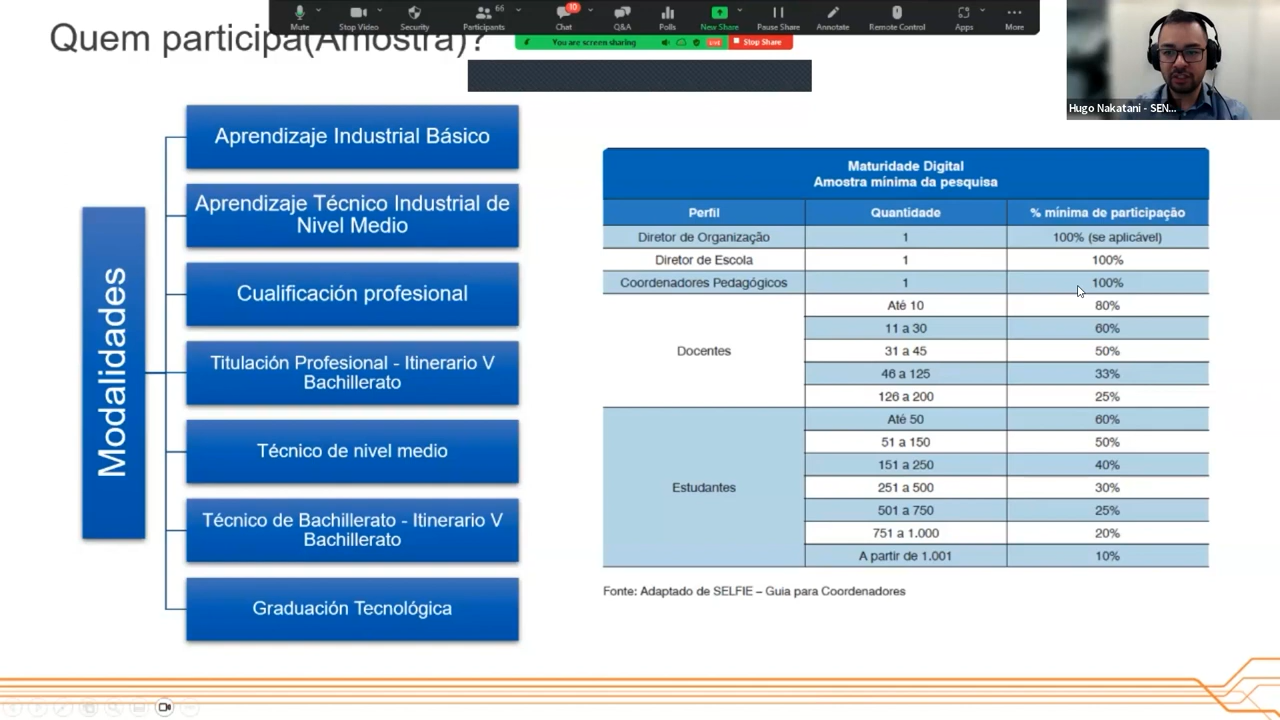 Mute
Stop Video
Security
Participants
66
Chat
10
Q&A
Polls
New Share
Pause Share
Annotate
Remote Control
Apps
More
You are screen sharing
Stop Share
Hugo Nakatani - SEN...
Quem participa(Amostra)?
Modalidades
Aprendizaje Industrial Básico
Aprendizaje Técnico Industrial de
Nivel Medio
Cualificación profesional
Titulación Profesional - Itinerario V
Bachillerato
Técnico de nivel medio
Técnico de Bachillerato - Itinerario V
Bachillerato
Graduación Tecnológica
Maturidade Digital
Amostra mínima da pesquisa
Perfil Quantidade % mínima de participação
Diretor de Organização 1 100% (se aplicável)
Diretor de Escola 1 100%
Coordenadores Pedagógicos 1 100%
Docentes
Até 10 80%
11 a 30 60%
31 a 45 50%
46 a 125 33%
126 a 200 25%
Estudantes
Até 50 60%
51 a 150 50%
151 a 250 40%
251 a 500 30%
501 a 750 25%
751 a 1.000 20%
A partir de 1.001 10%
Fonte: Adaptado de SELFIE – Guia para Coordenadores